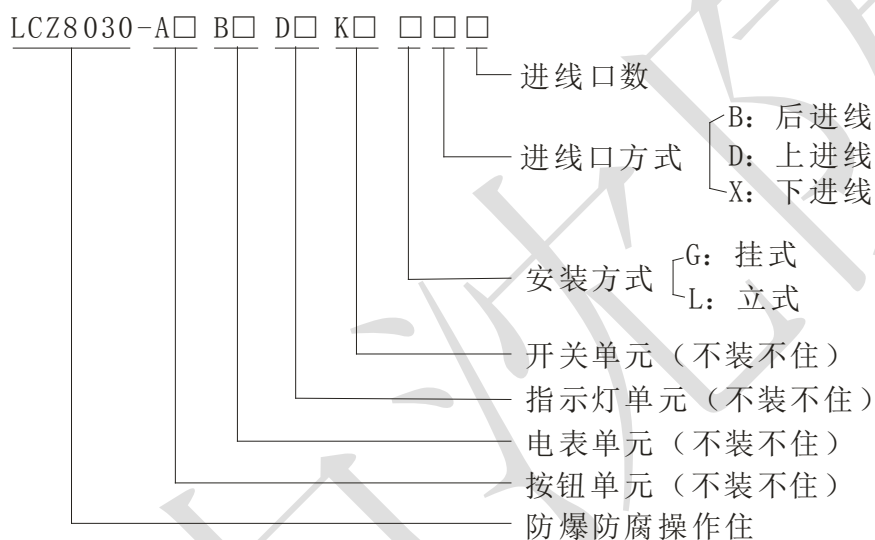 LCZ8030-A□ B□ D□ K□ □□□
进线口数
进线口方式
B: 后进线
D: 上进线
X: 下进线
安装方式
G: 挂式
L: 立式
开关单元（不装不住）
指示灯单元（不装不住）
电表单元（不装不住）
按钮单元（不装不住）
防爆防腐操作住